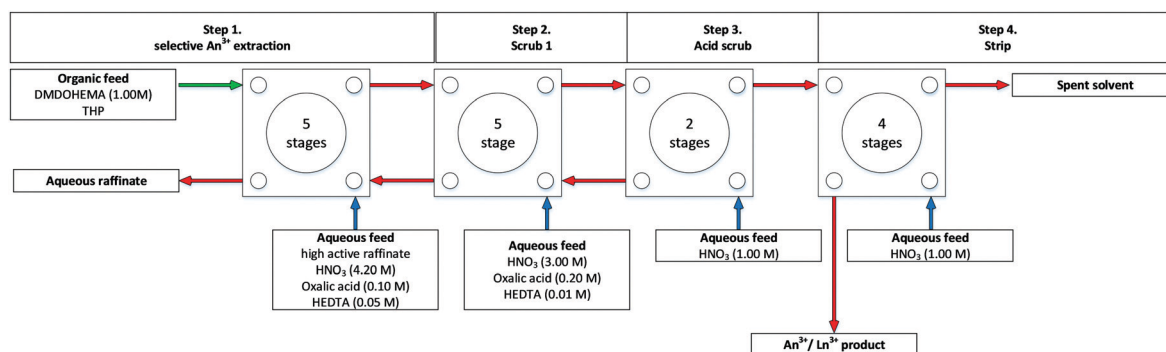 Step 1.
selective An³⁺ extraction
Step 2.
Scrub 1
Step 3.
Acid scrub
Step 4.
Strip
Organic feed
DMDOHEMA (1.00M)
THP
5
stages
5
stage
2
stages
4
stages
Spent solvent
Aqueous raffinate
Aqueous feed
high active raffinate
HNO₃ (4.20 M)
Oxalic acid (0.10 M)
HEDTA (0.05 M)
Aqueous feed
HNO₃ (3.00 M)
Oxalic acid (0.20 M)
HEDTA (0.01 M)
Aqueous feed
HNO₃ (1.00 M)
Aqueous feed
HNO₃ (1.00 M)
An³⁺/ Ln³⁺ product